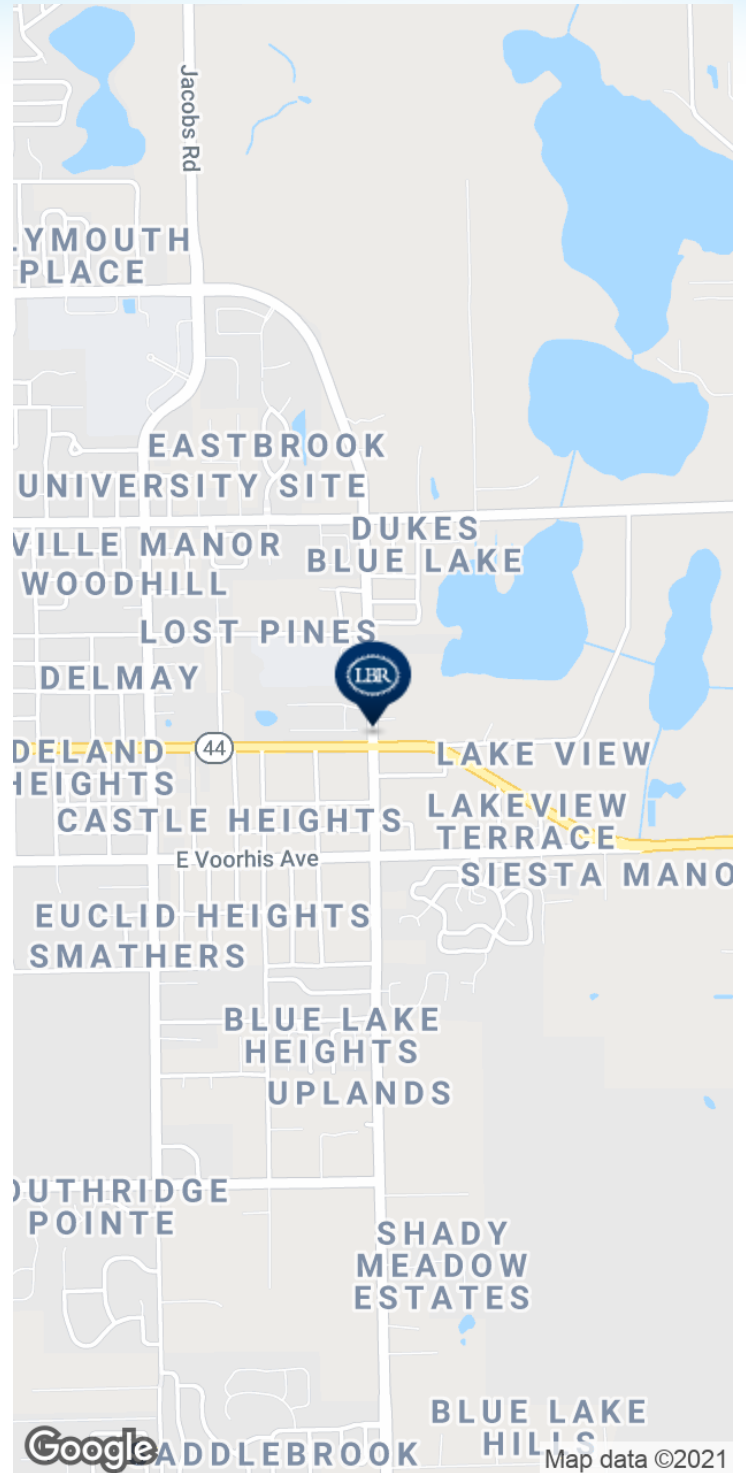 Jacobs Rd
LYMOUTH
PLACE
EASTBROOK
UNIVERSITY SITE
DUKES
BLUE LAKE
VILLE MANOR
WOODHILL
LOST PINES
DELMAY
LBR
44
DELAND
HEIGHTS
LAKE VIEW
CASTLE HEIGHTS
LAKEVIEW
TERRACE
E Voorhis Ave
SIESTA MANO
EUCLID HEIGHTS
SMATHERS
BLUE LAKE
HEIGHTS
UPLANDS
OUTHRIDGE
POINTE
SHADY
MEADOW
ESTATES
BLUE LAKE
HILLS
Google
ADDLEBROOK
Map data ©2021